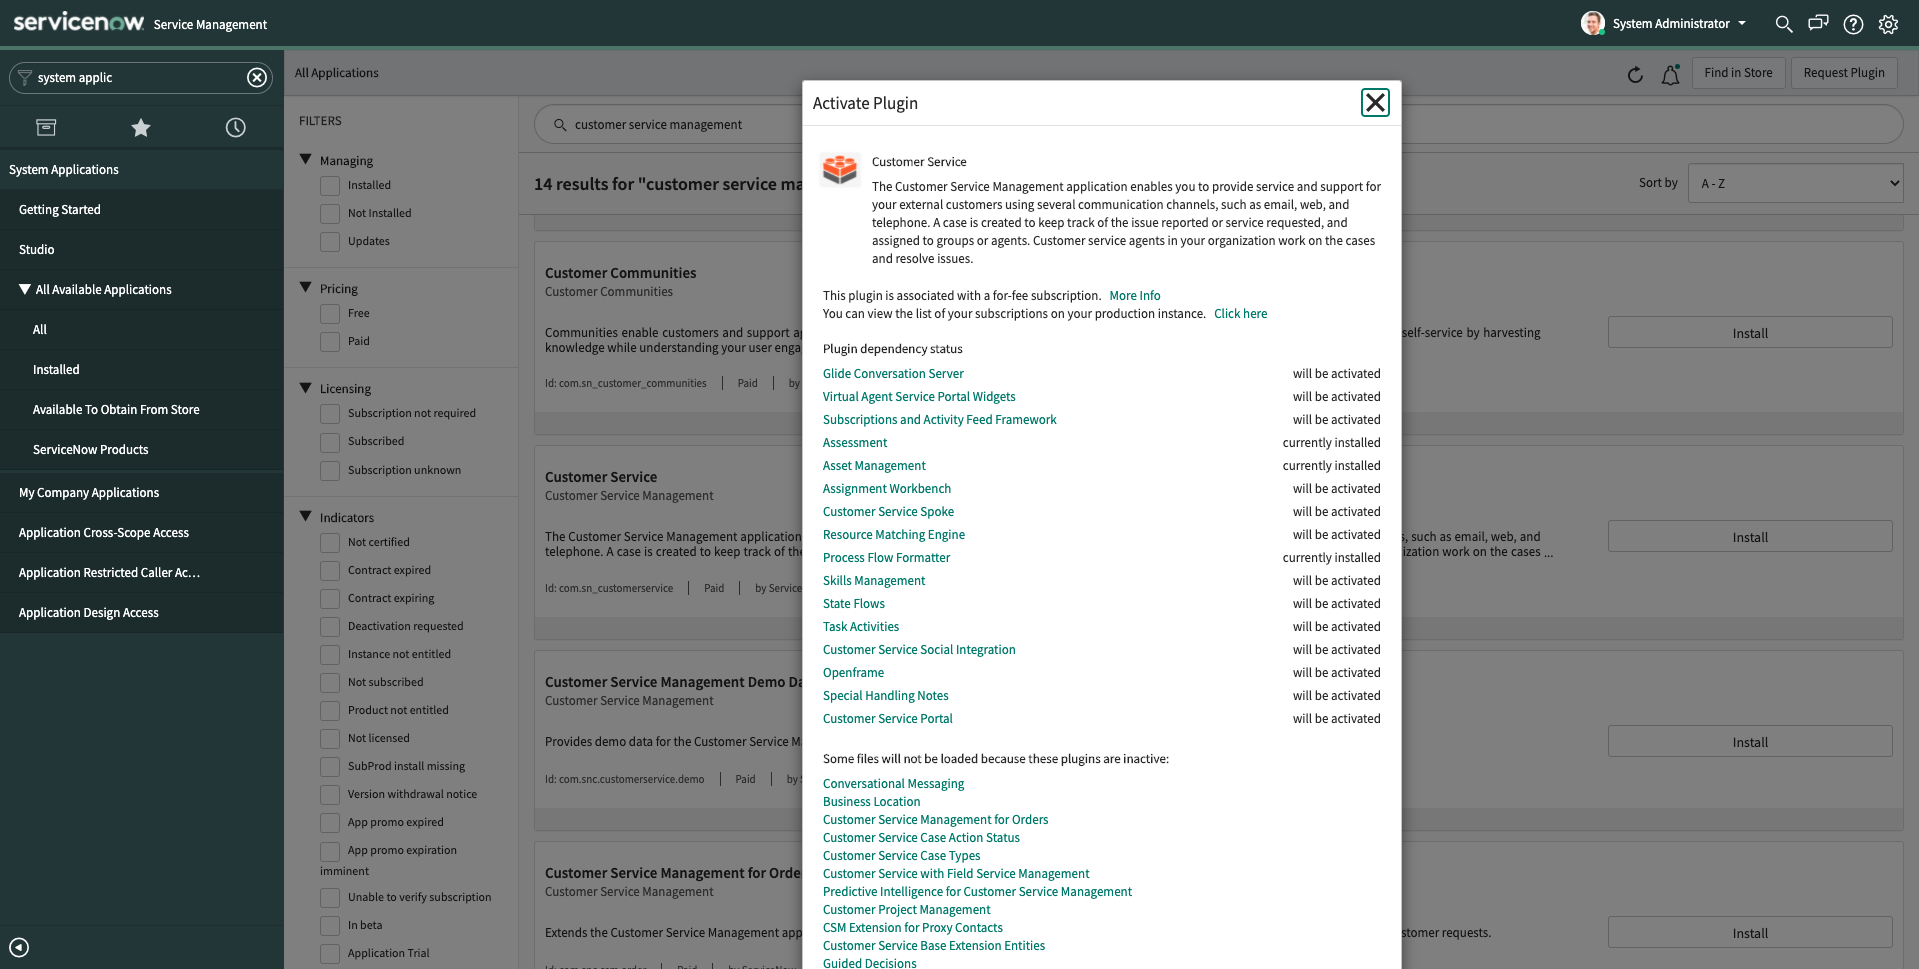 servicenow Service Management
System Administrator
system applic
System Applications
Getting Started
Studio
All Available Applications
All
Installed
Available To Obtain From Store
ServiceNow Products
My Company Applications
Application Cross-Scope Access
Application Restricted Caller Ac...
Application Design Access
All Applications
Find in Store
Request Plugin
FILTERS
Managing
Installed
Not Installed
Updates
Pricing
Free
Paid
Licensing
Subscription not required
Subscribed
Subscription unknown
Indicators
Not certified
Contract expired
Contract expiring
Deactivation requested
Instance not entitled
Not subscribed
Product not entitled
Not licensed
SubProd install missing
Version withdrawal notice
App promo expired
App promo expiration
imminent
Unable to verify subscription
In beta
Application Trial
customer service management
14 results for "customer service ma
Sort by A - Z
Customer Communities
Customer Communities
Communities enable customers and support ag
self-service by harvesting
knowledge while understanding your user enga
Id: com.sn_customer_communities Paid by
Install
Customer Service
Customer Service Management
The Customer Service Management application
s, such as email, web, and
telephone. A case is created to keep track of the
ization work on the cases ...
Id: com.sn_customerservice Paid by Service
Install
Customer Service Management Demo Da
Customer Service Management
Provides demo data for the Customer Service M
Id: com.snc.customerservice.demo Paid by S
Install
Customer Service Management for Orde
Customer Service Management
Extends the Customer Service Management app
stomer requests.
Install
Activate Plugin
Customer Service
The Customer Service Management application enables you to provide service and support for
your external customers using several communication channels, such as email, web, and
telephone. A case is created to keep track of the issue reported or service requested, and
assigned to groups or agents. Customer service agents in your organization work on the cases
and resolve issues.
This plugin is associated with a for-fee subscription. More Info
You can view the list of your subscriptions on your production instance. Click here
Plugin dependency status
Glide Conversation Server will be activated
Virtual Agent Service Portal Widgets will be activated
Subscriptions and Activity Feed Framework will be activated
Assessment currently installed
Asset Management currently installed
Assignment Workbench will be activated
Customer Service Spoke will be activated
Resource Matching Engine will be activated
Process Flow Formatter currently installed
Skills Management will be activated
State Flows will be activated
Task Activities will be activated
Customer Service Social Integration will be activated
Openframe will be activated
Special Handling Notes will be activated
Customer Service Portal will be activated
Some files will not be loaded because these plugins are inactive:
Conversational Messaging
Business Location
Customer Service Management for Orders
Customer Service Case Action Status
Customer Service Case Types
Customer Service with Field Service Management
Predictive Intelligence for Customer Service Management
Customer Project Management
CSM Extension for Proxy Contacts
Customer Service Base Extension Entities
Guided Decisions